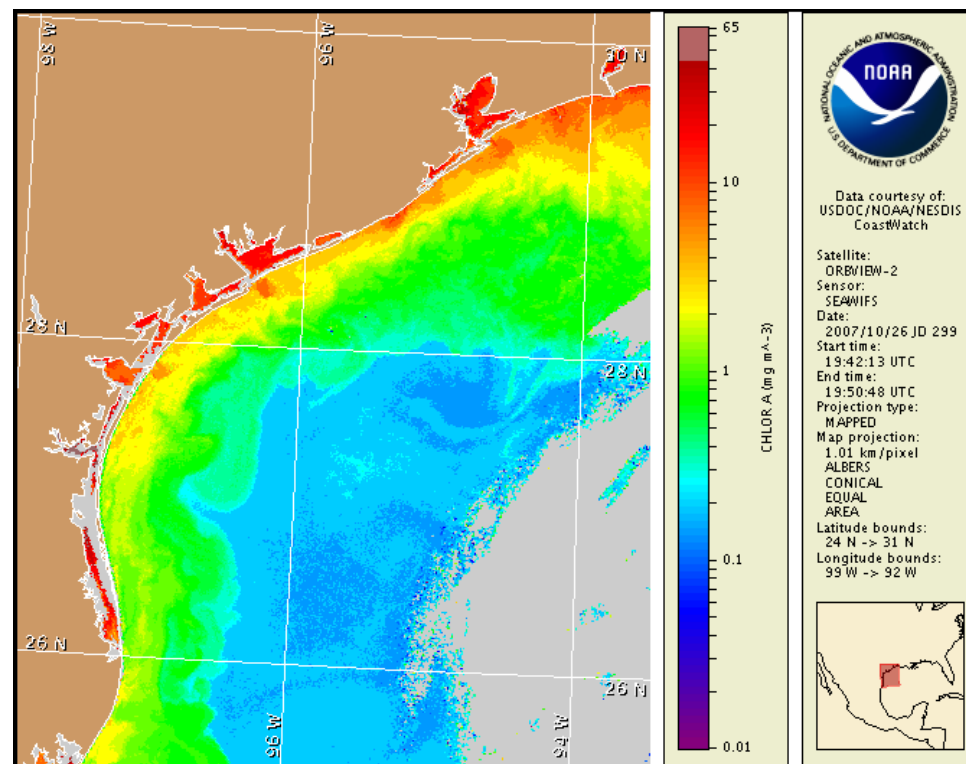 98 W
96 W
30 N
28 N
28 N
26 N
26 N
96 W
94 W
65
10
1
0.1
0.01
CHLOR A(mg m^-3)
NATIONAL OCEANIC AND ATMOSPHERIC ADMINISTRATION
NOAA
U.S. DEPARTMENT OF COMMERCE
Data courtesy of:
USDOC/NOAA/NESDIS
CoastWatch
Satellite:
ORBVIEW-2
Sensor:
SEAWIFS
Date:
2007/10/26 JD 299
Start time:
19:42:13 UTC
End time:
19:50:48 UTC
Projection type:
MAPPED
Map projection:
1.01 km/pixel
ALBERS
CONICAL
EQUAL
AREA
Latitude bounds:
24 N -> 31 N
Longitude bounds:
99 W -> 92 W